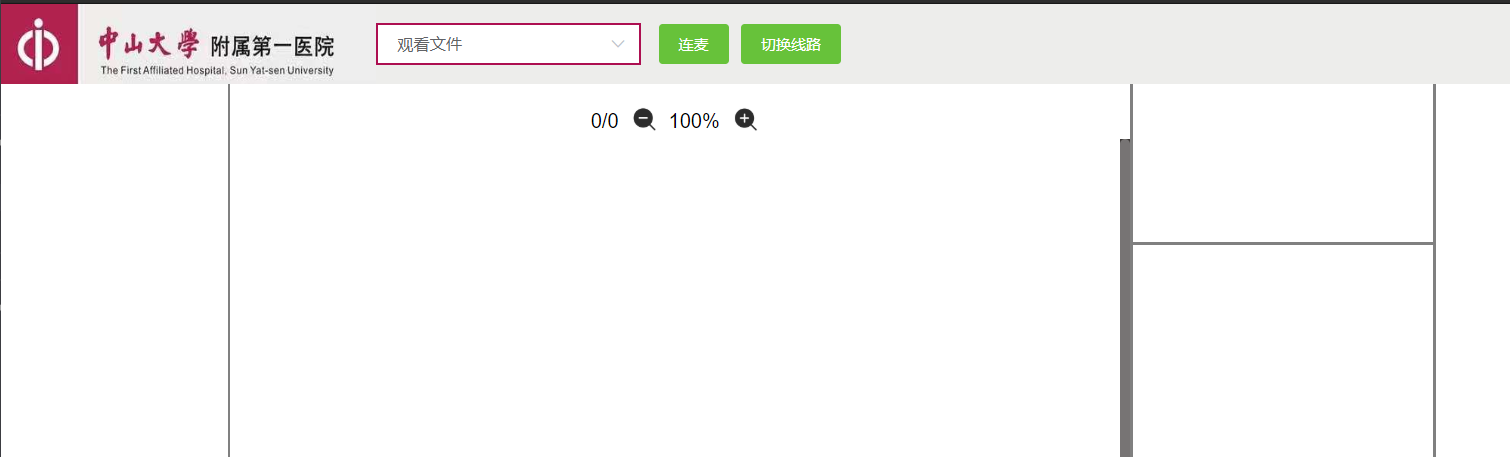 中山大學 附属第一医院
The First Affiliated Hospital, Sun Yat-sen University
观看文件
连麦
切换线路
0/0 100%